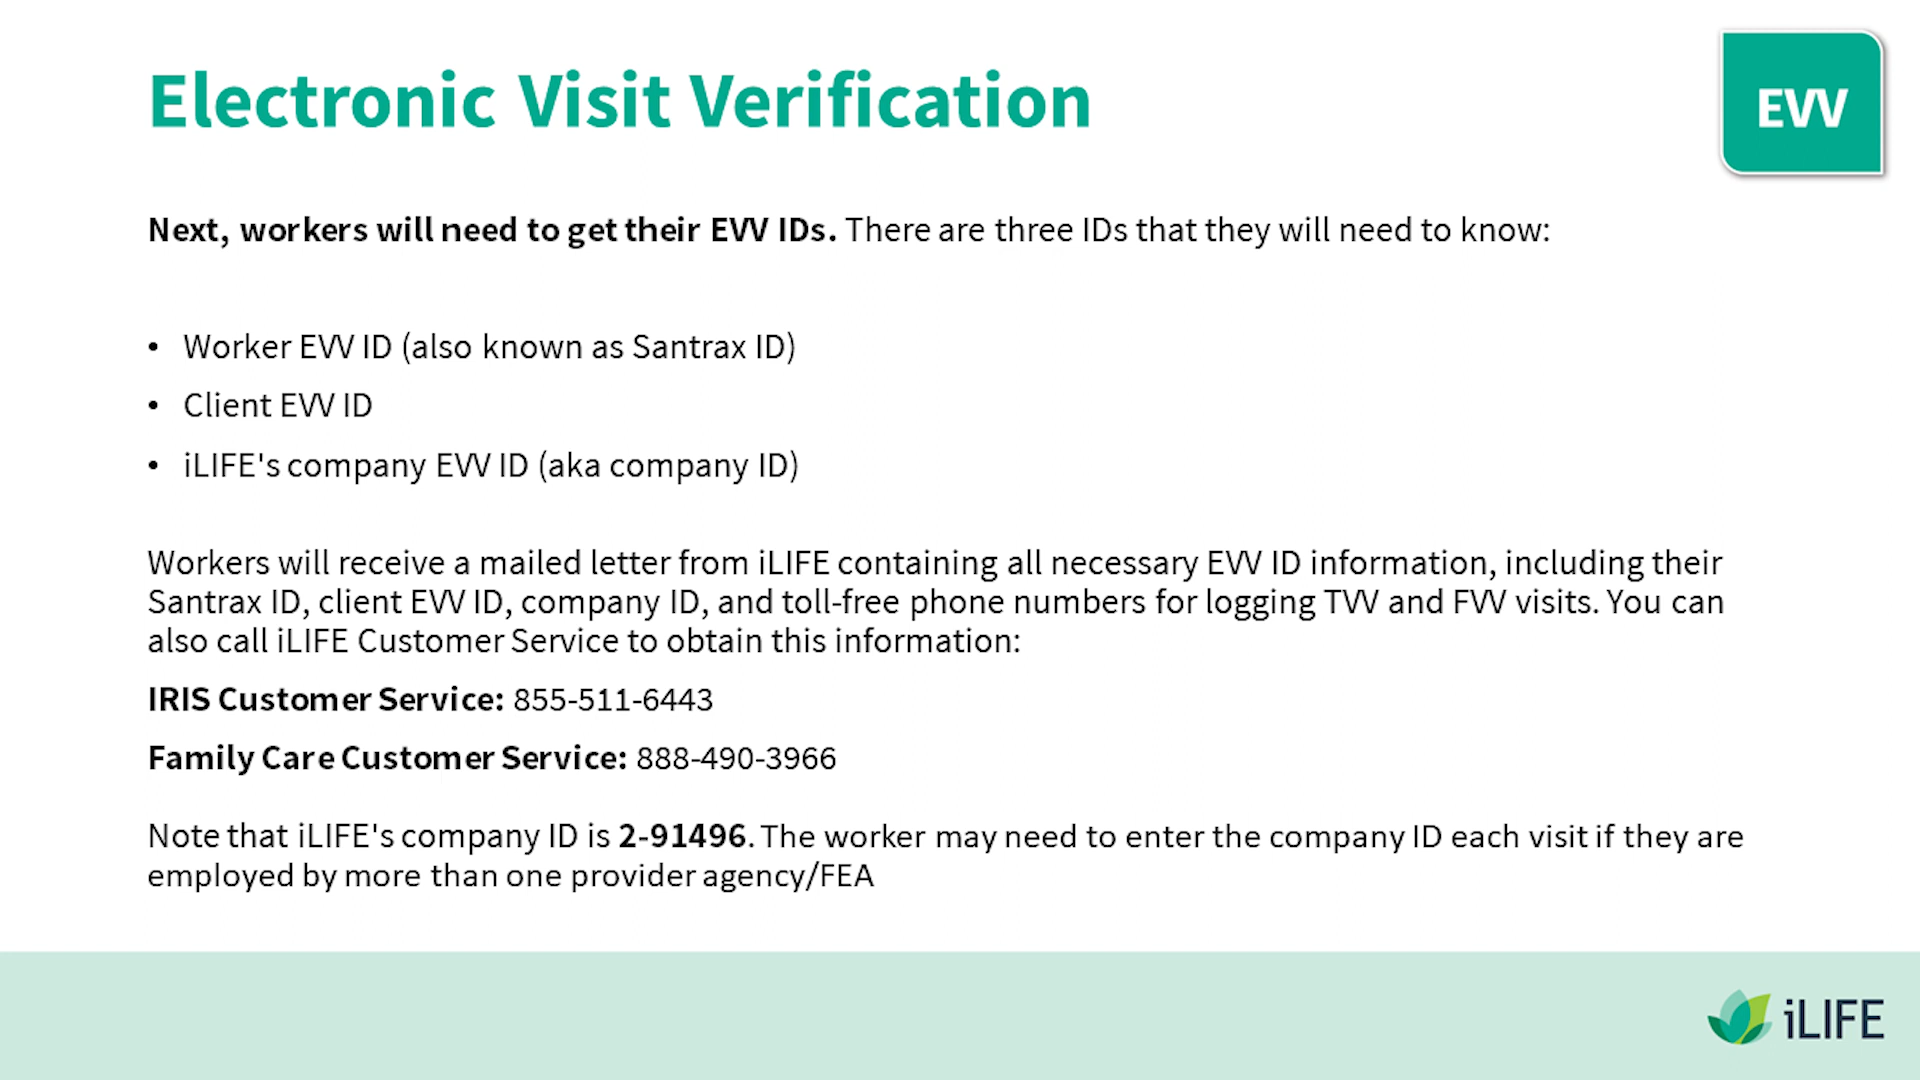 Electronic Visit Verification
EVV
Next, workers will need to get their EVV IDs. There are three IDs that they will need to know:
• Worker EVV ID (also known as Santrax ID)
• Client EVV ID
• iLIFE's company EVV ID (aka company ID)
Workers will receive a mailed letter from iLIFE containing all necessary EVV ID information, including their
Santrax ID, client EVV ID, company ID, and toll-free phone numbers for logging TVV and FVV visits. You can
also call iLIFE Customer Service to obtain this information:
IRIS Customer Service: 855-511-6443
Family Care Customer Service: 888-490-3966
Note that iLIFE's company ID is 2-91496. The worker may need to enter the company ID each visit if they are
employed by more than one provider agency/FEA
iLIFE